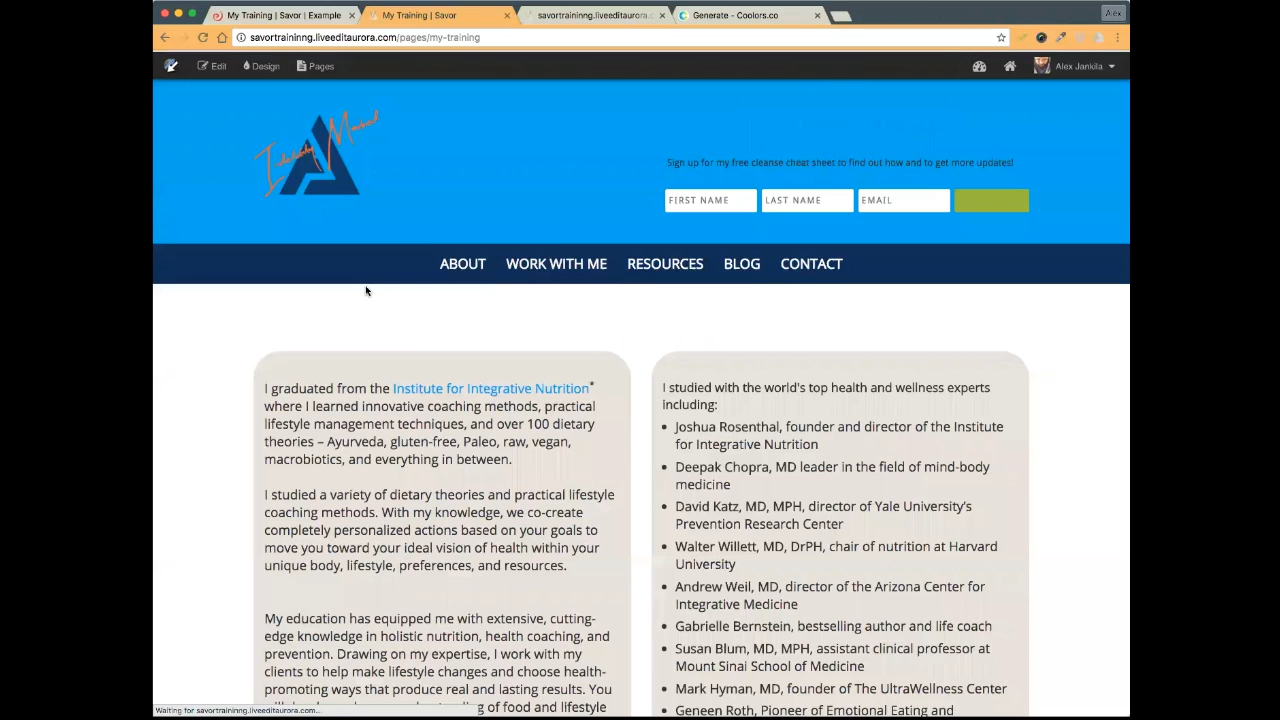 My Training | Savor | Example
My Training | Savor
savortraininng.liveeditaurora.c
Generate - Coolors.co
Alex
savortraininng.liveeditaurora.com/pages/my-training
Edit
Design
Pages
Alex Jankila
Sign up for my free cleanse cheat sheet to find out how and to get more updates!
FIRST NAME
LAST NAME
EMAIL
ABOUT
WORK WITH ME
RESOURCES
BLOG
CONTACT
I graduated from the Institute for Integrative Nutrition*
where I learned innovative coaching methods, practical
lifestyle management techniques, and over 100 dietary
theories – Ayurveda, gluten-free, Paleo, raw, vegan,
macrobiotics, and everything in between.
I studied a variety of dietary theories and practical lifestyle
coaching methods. With my knowledge, we co-create
completely personalized actions based on your goals to
move you toward your ideal vision of health within your
unique body, lifestyle, preferences, and resources.
My education has equipped me with extensive, cutting-
edge knowledge in holistic nutrition, health coaching, and
prevention. Drawing on my expertise, I work with my
clients to help make lifestyle changes and choose health-
promoting ways that produce real and lasting results. You
of food and lifestyle
I studied with the world's top health and wellness experts
including:
Joshua Rosenthal, founder and director of the Institute
for Integrative Nutrition
Deepak Chopra, MD leader in the field of mind-body
medicine
David Katz, MD, MPH, director of Yale University's
Prevention Research Center
Walter Willett, MD, DrPH, chair of nutrition at Harvard
University
Andrew Weil, MD, director of the Arizona Center for
Integrative Medicine
Gabrielle Bernstein, bestselling author and life coach
Susan Blum, MD, MPH, assistant clinical professor at
Mount Sinai School of Medicine
Mark Hyman, MD, founder of The UltraWellness Center
Geneen Roth, Pioneer of Emotional Eating and
Waiting for savortraininng.liveeditaurora.com...